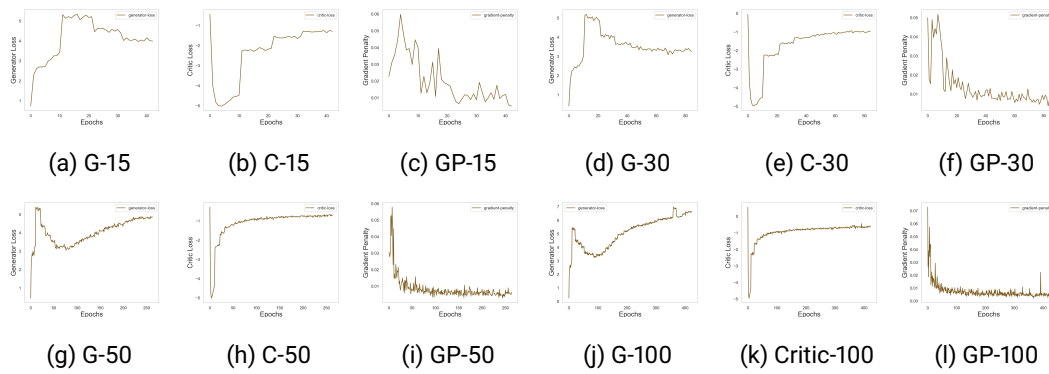 generator-loss
Generator Loss
Epochs
(a) G-15
critic-loss
Critic Loss
Epochs
(b) C-15
gradient-penalty
Gradient Penalty
Epochs
(c) GP-15
generator-loss
Generator Loss
Epochs
(d) G-30
critic-loss
Critic Loss
Epochs
(e) C-30
gradient-penalty
Gradient Penalty
Epochs
(f) GP-30
generator-loss
Generator Loss
Epochs
(g) G-50
critic-loss
Critic Loss
Epochs
(h) C-50
gradient-penalty
Gradient Penalty
Epochs
(i) GP-50
generator-loss
Generator Loss
Epochs
(j) G-100
critic-loss
Critic Loss
Epochs
(k) Critic-100
gradient-penalty
Gradient Penalty
Epochs
(l) GP-100